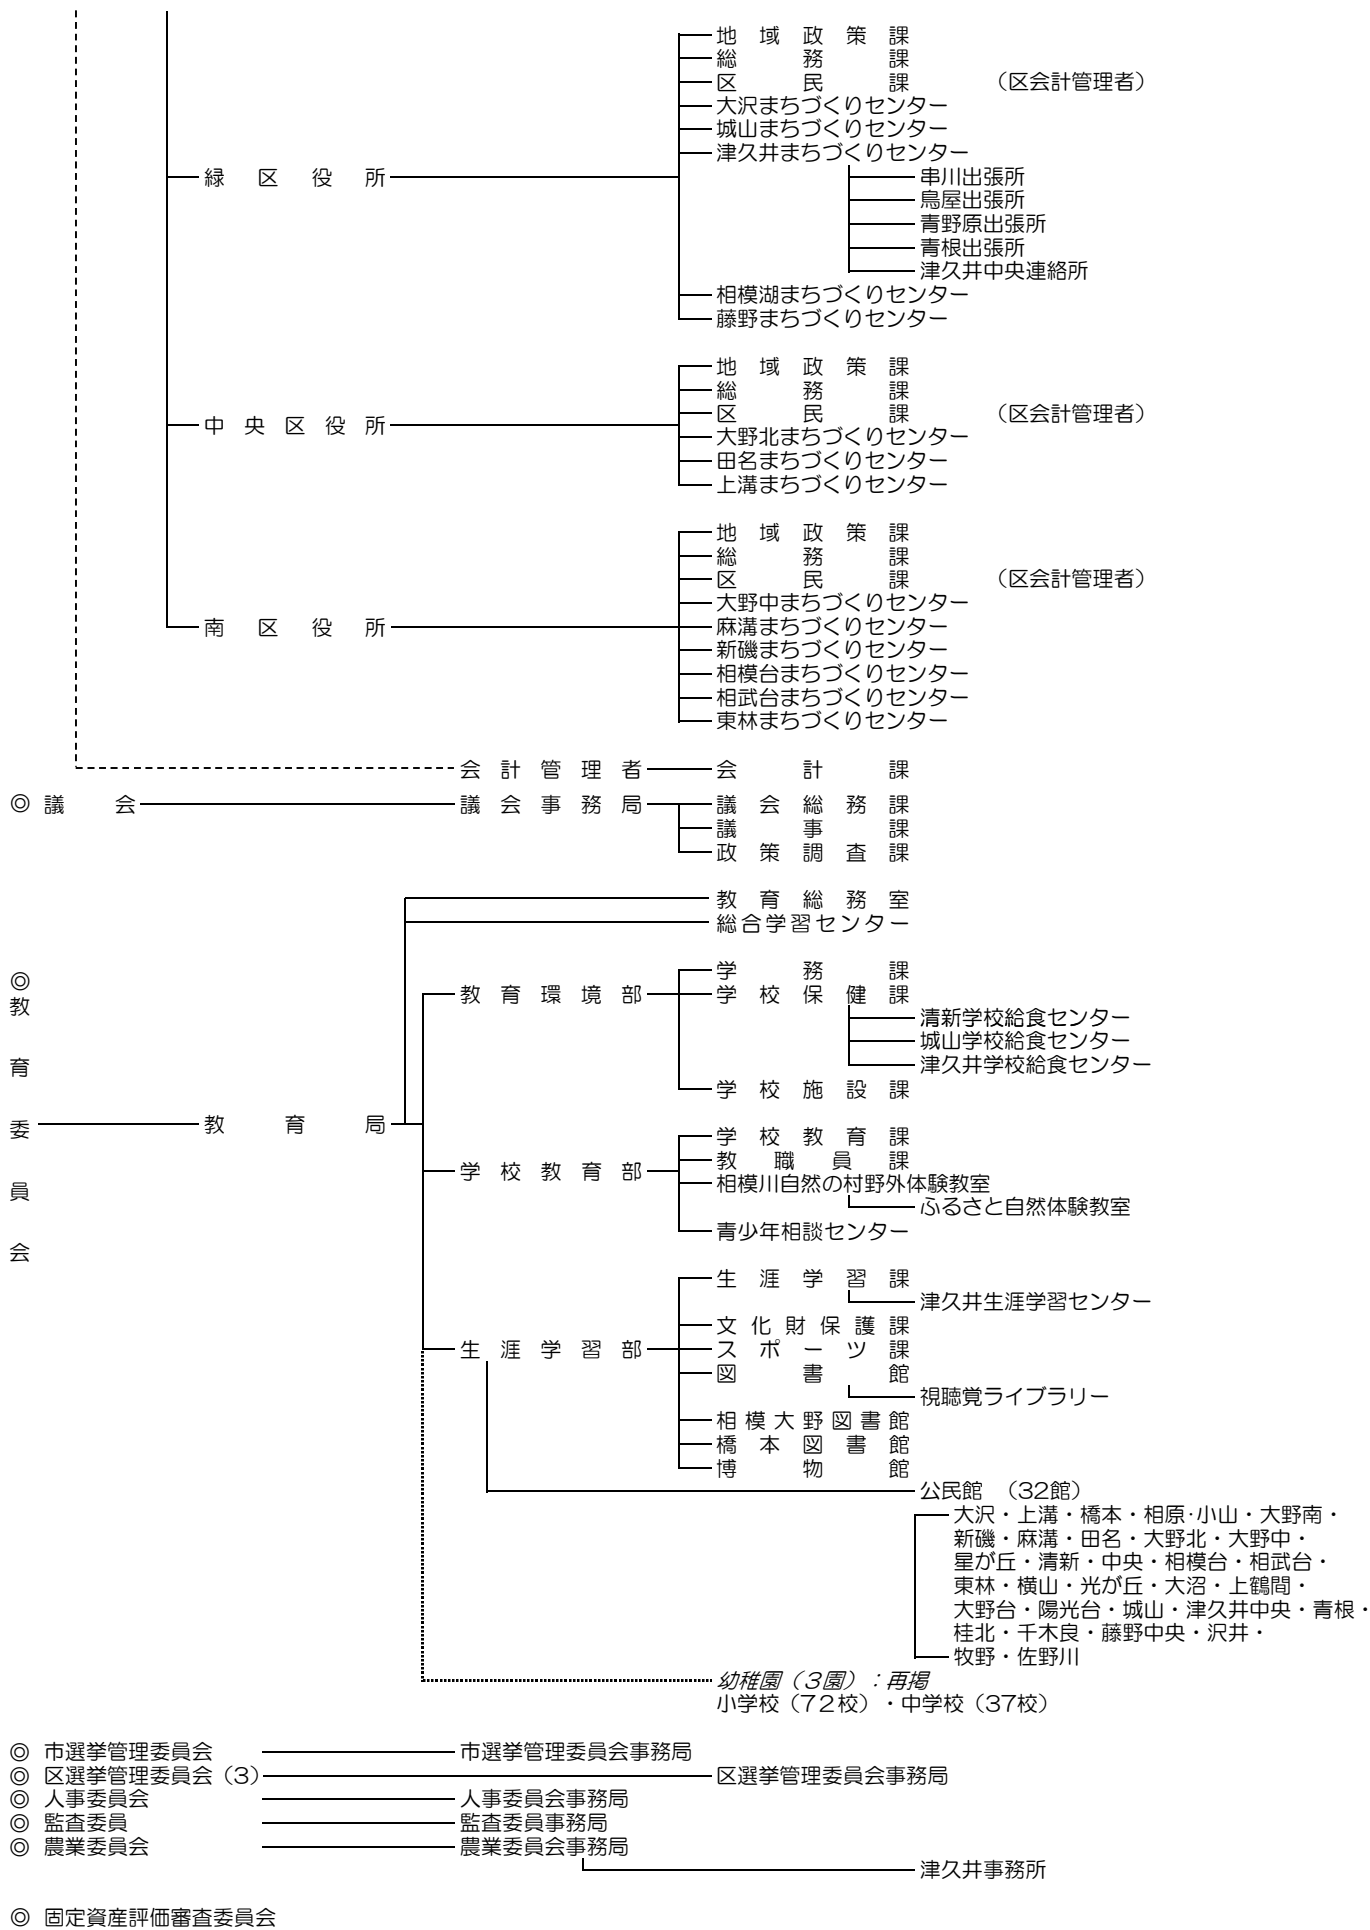 地域政策課
総務課
区民課 （区会計管理者）
大沢まちづくりセンター
城山まちづくりセンター
津久井まちづくりセンター
緑区役所
串川出張所
鳥屋出張所
青野原出張所
青根出張所
津久井中央連絡所
相模湖まちづくりセンター
藤野まちづくりセンター
地域政策課
総務課
区民課 （区会計管理者）
中央区役所
大野北まちづくりセンター
田名まちづくりセンター
上溝まちづくりセンター
地域政策課
総務課
区民課 （区会計管理者）
大野中まちづくりセンター
南区役所
麻溝まちづくりセンター
新磯まちづくりセンター
相模台まちづくりセンター
相武台まちづくりセンター
東林まちづくりセンター
会計管理者 会計課
◎ 議会 議会事務局 議会総務課
議事課
政策調査課
教育総務室
総合学習センター
◎教育委員会
教育局
教育環境部
学務課
学校保健課
清新学校給食センター
城山学校給食センター
津久井学校給食センター
学校施設課
学校教育部
学校教育課
教職員課
相模川自然の村野外体験教室
ふるさと自然体験教室
青少年相談センター
生涯学習部
生涯学習課
津久井生涯学習センター
文化財保護課
スポーツ課
図書館
視聴覚ライブラリー
相模大野図書館
橋本図書館
博物館
公民館 （32館）
大沢・上溝・橋本・相原・小山・大野南・
新磯・麻溝・田名・大野北・大野中・
星が丘・清新・中央・相模台・相武台・
東林・横山・光が丘・大沼・上鶴間・
大野台・陽光台・城山・津久井中央・青根・
桂北・千木良・藤野中央・沢井・
牧野・佐野川
幼稚園（3園）：再掲
小学校（72校）・中学校（37校）
◎ 市選挙管理委員会 市選挙管理委員会事務局
◎ 区選挙管理委員会（3） 区選挙管理委員会事務局
◎ 人事委員会 人事委員会事務局
◎ 監査委員 監査委員事務局
◎ 農業委員会 農業委員会事務局
津久井事務所
◎ 固定資産評価審査委員会